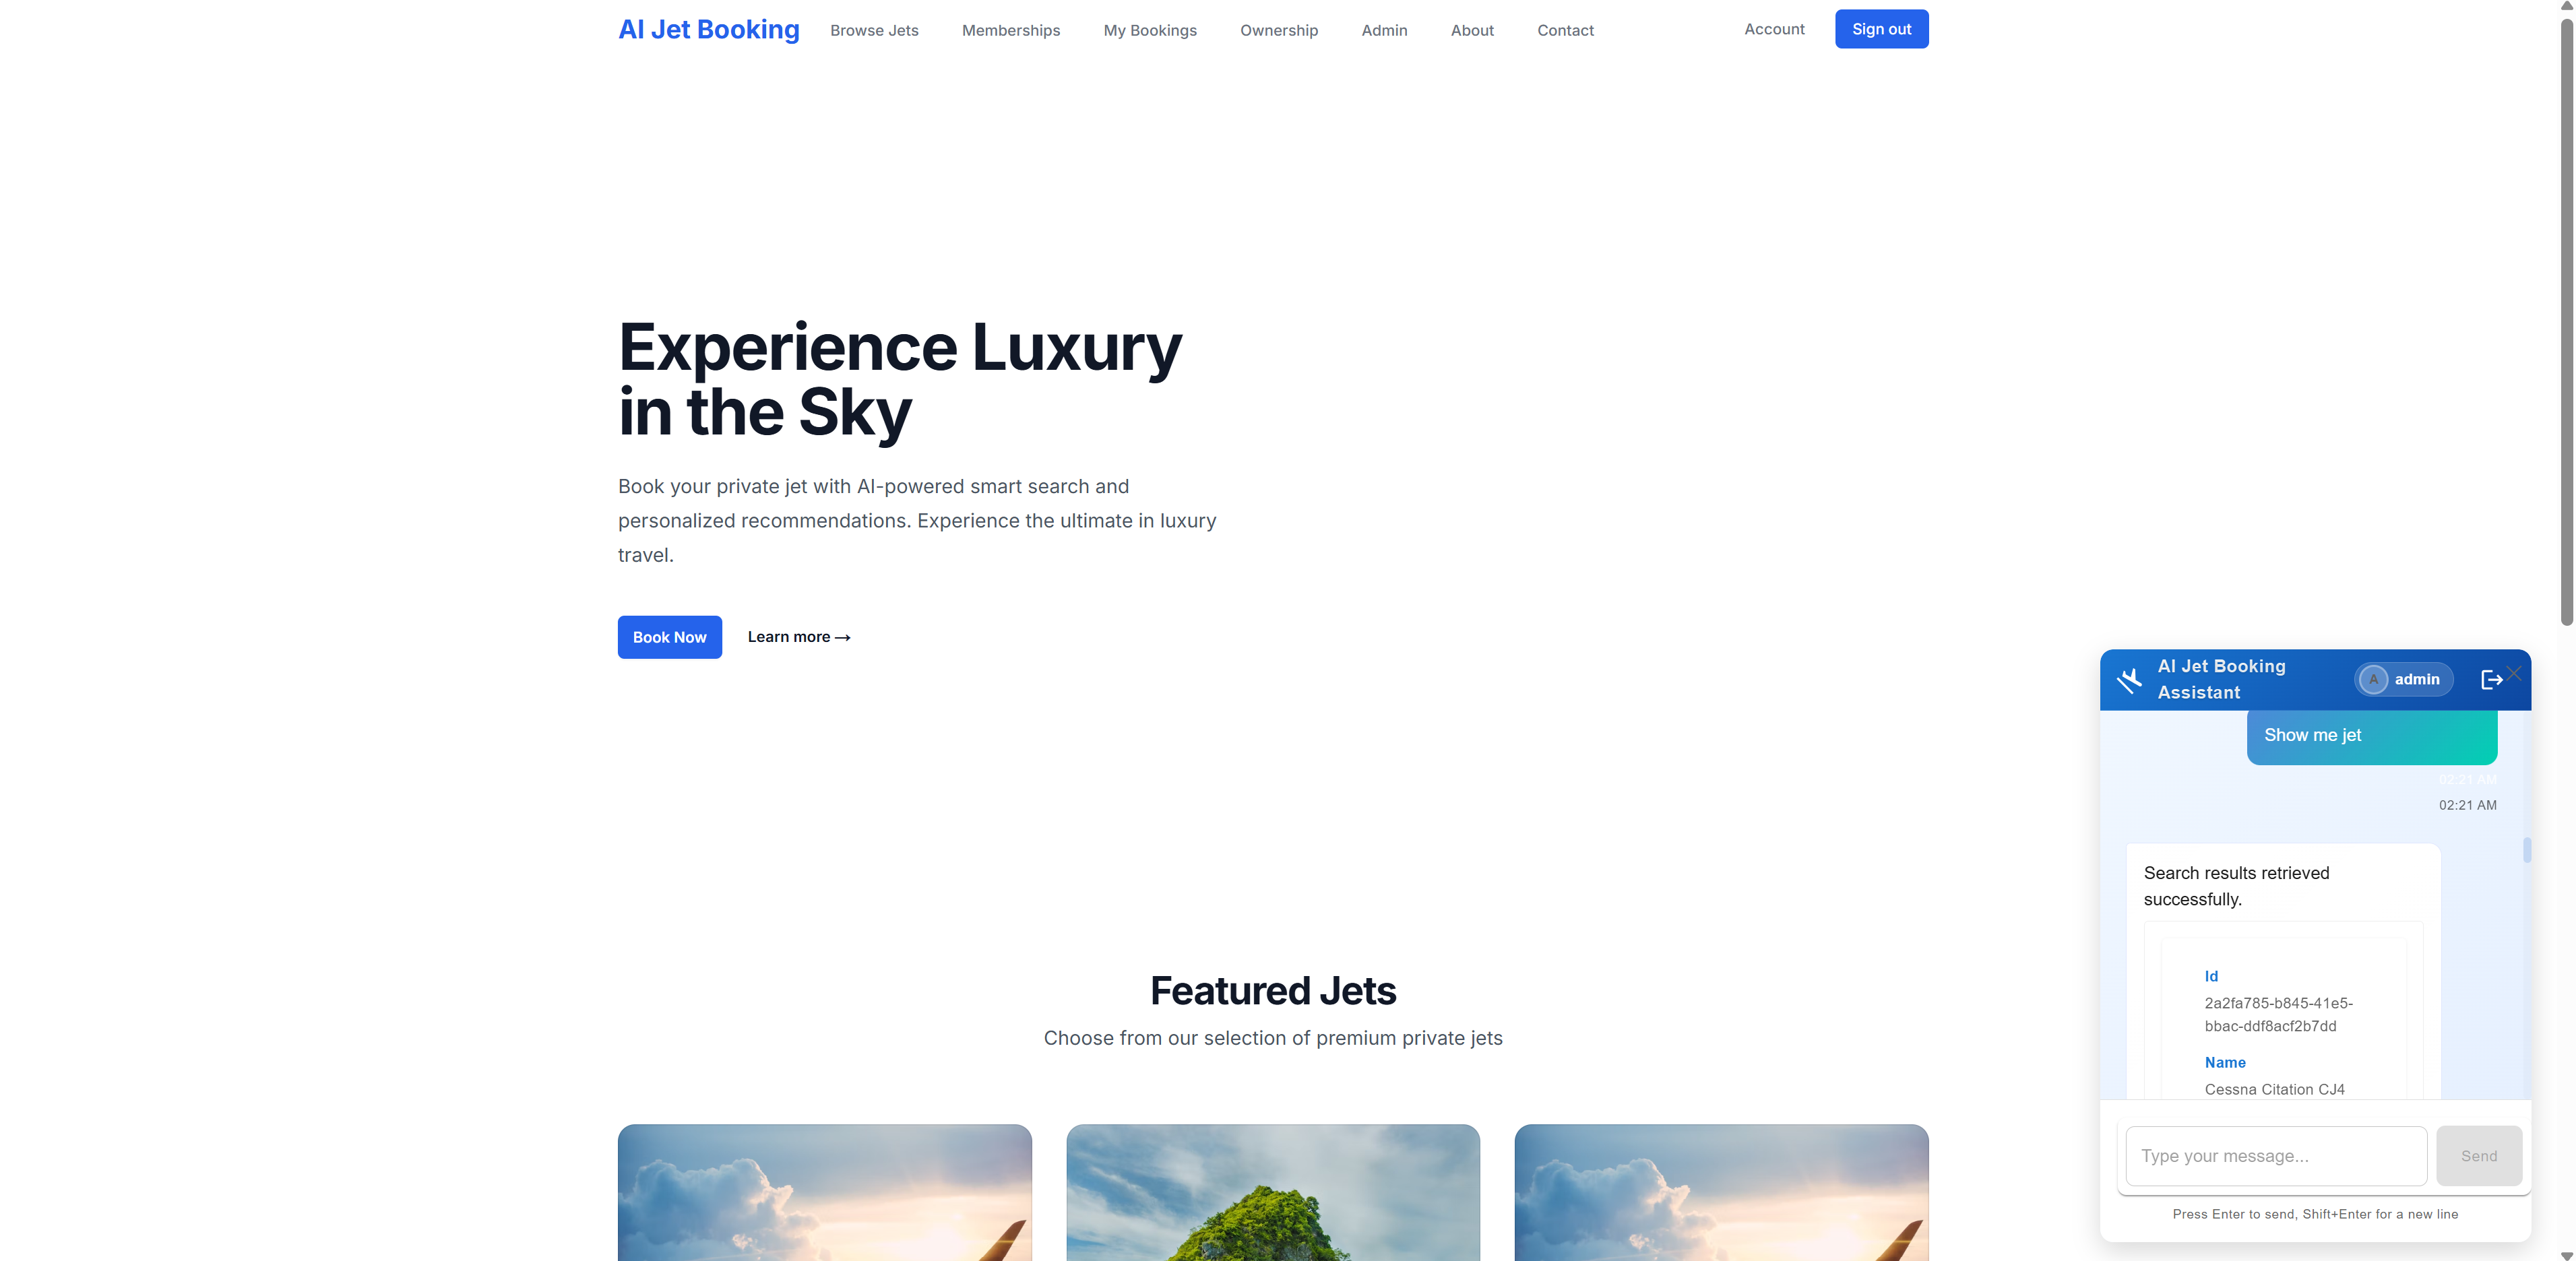 AI Jet Booking
Browse Jets
Memberships
My Bookings
Ownership
Admin
About
Contact
Account
Sign out
Experience Luxury
in the Sky
Book your private jet with AI-powered smart search and
personalized recommendations. Experience the ultimate in luxury
travel.
Book Now
Learn more →
Featured Jets
Choose from our selection of premium private jets
AI Jet Booking
Assistant
A
admin
Show me jet
02:21 AM
02:21 AM
Search results retrieved
successfully.
Id
2a2fa785-b845-41e5-
bbac-ddf8acf2b7dd
Name
Cessna Citation CJ4
Type your message...
Send
Press Enter to send, Shift+Enter for a new line